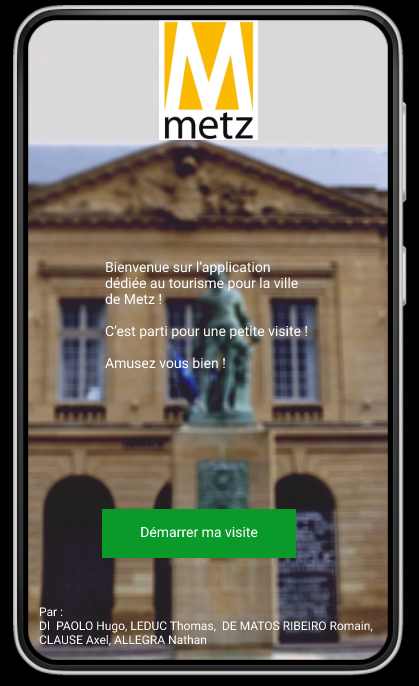 M
metz
Bienvenue sur l'application
dédiée au tourisme pour la ville
de Metz !
C'est parti pour une petite visite !
Amusez vous bien !
Démarrer ma visite
Par :
DI  PAOLO Hugo, LEDUC Thomas,  DE MATOS RIBEIRO Romain,
CLAUSE Axel, ALLEGRA Nathan